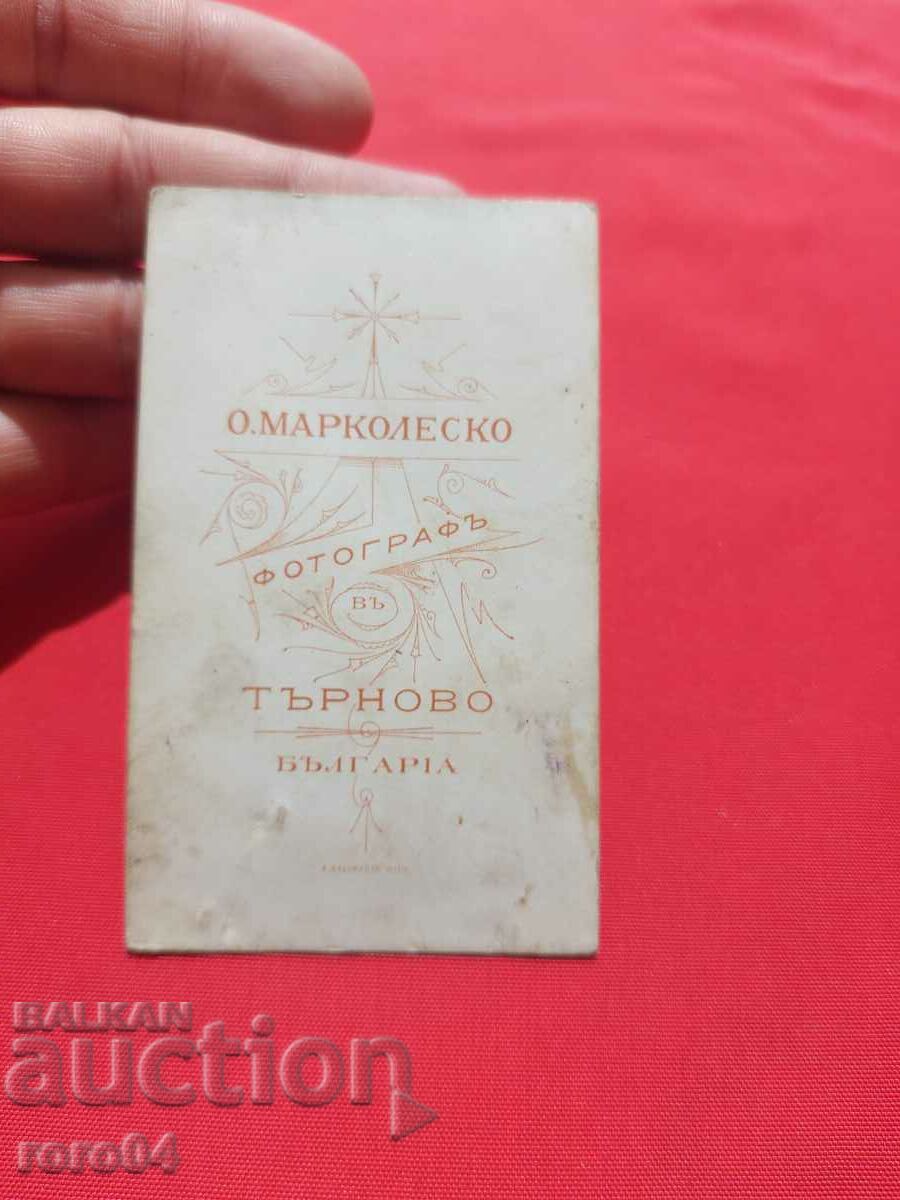 О. МАРКОЛЕСКО
ФОТОГРАФЪ
ВЪ
ТЪРНОВО
БЪЛГАРІА
BALKAN
auction
roro04